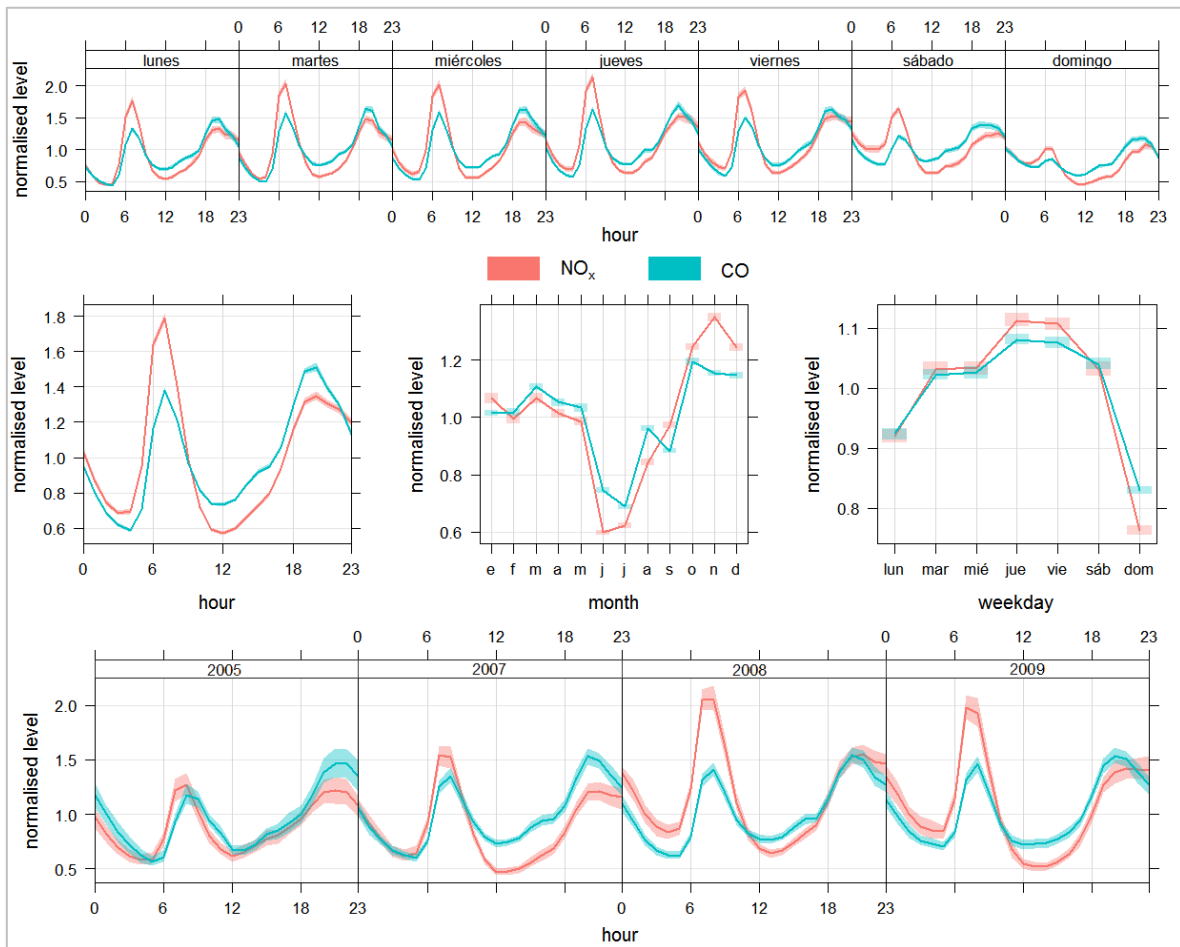 0 6 12 18 23 0 6 12 18 23 0 6 12 18 23
lunes martes miércoles jueves viernes sábado domingo
normalised level
2.0
1.5
1.0
0.5
0 6 12 18 23 0 6 12 18 23 0 6 12 18 23 0 6 12 18 23
hour
NOx CO
normalised level
1.8
1.6
1.4
1.2
1.0
0.8
0.6
0 6 12 18 23
hour
normalised level
1.2
1.0
0.8
0.6
e f m a m j j a s o n d
month
normalised level
1.1
1.0
0.9
0.8
lun mar mié jue vie sáb dom
weekday
0 6 12 18 23 0 6 12 18 23
2005 2007 2008 2009
normalised level
2.0
1.5
1.0
0.5
0 6 12 18 23 0 6 12 18 23
hour